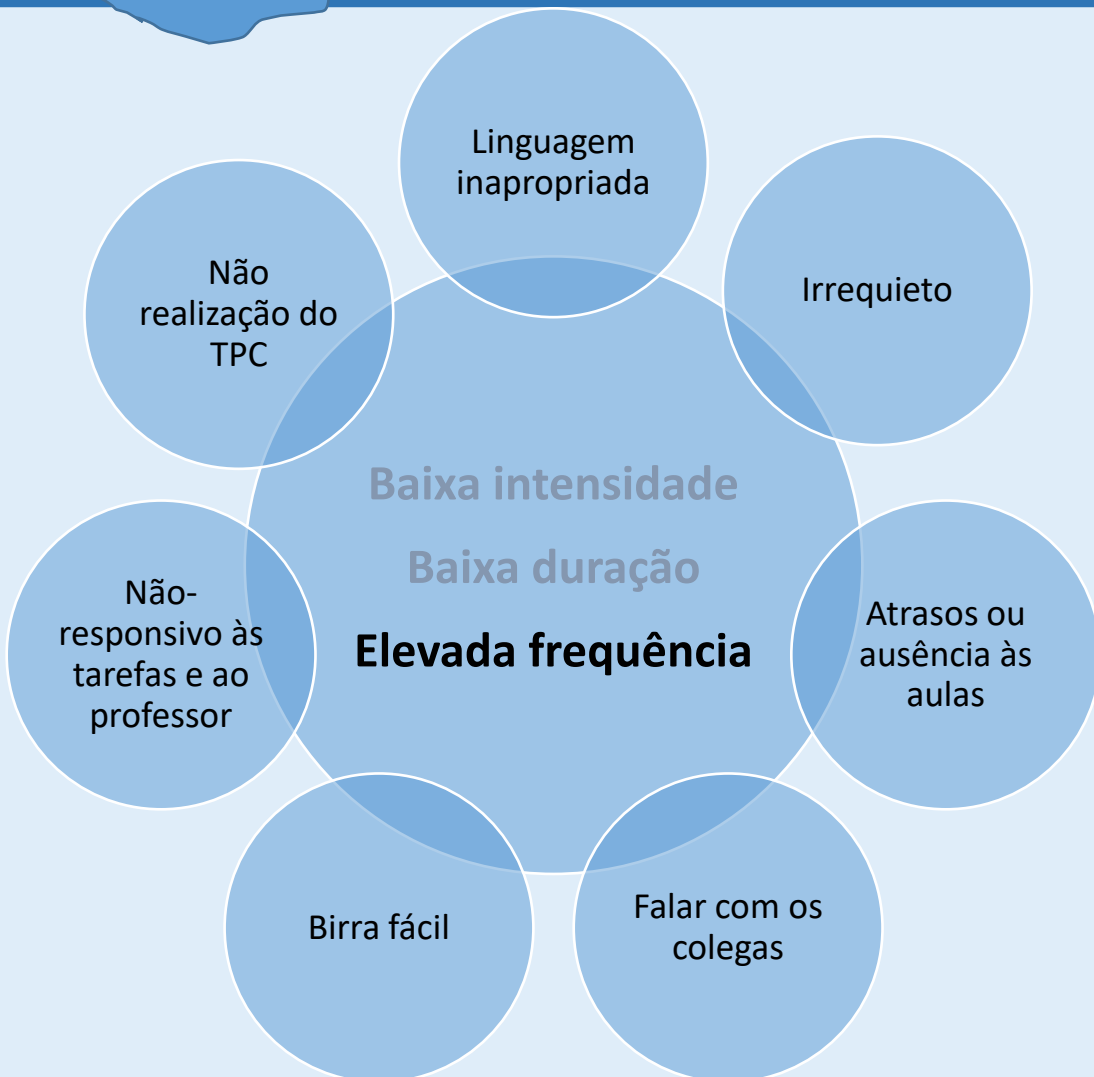 Linguagem
inapropriada
Irrequieto
Atrasos ou
ausência às
aulas
Falar com os
colegas
Birra fácil
Não-
responsivo às
tarefas e ao
professor
Não
realização do
TPC
Baixa intensidade
Baixa duração
Elevada frequência